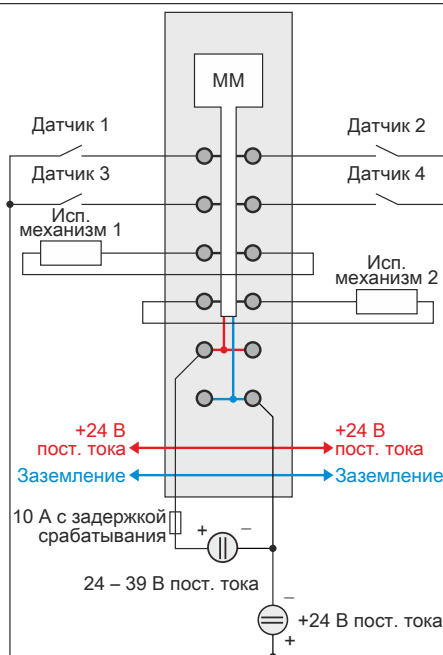 ММ
Датчик 1
Датчик 2
Датчик 3
Датчик 4
Исп.
механизм 1
Исп.
механизм 2
+24 В
пост. тока
+24 В
пост. тока
Заземление
Заземление
10 А с задержкой
срабатывания
+
–
24 – 39 В пост. тока
–
+24 В пост. тока
+